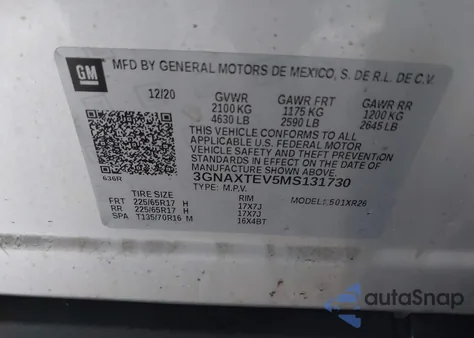 GM
MFD BY GENERAL MOTORS DE MEXICO, S. DE R.L. DE C.V.
12/20 GVWR GAWR FRT GAWR RR
2100 KG 1175 KG 1200 KG
4630 LB 2590 LB 2645 LB
THIS VEHICLE CONFORMS TO ALL
APPLICABLE U.S. FEDERAL MOTOR
VEHICLE SAFETY AND THEFT PREVENTION
STANDARDS IN EFFECT ON THE DATE OF
MANUFACTURE SHOWN ABOVE.
636R 3GNAXTEV5MS131730
TYPE: M.P.V.
TIRE SIZE RIM MODEL: 501XR26
FRT 225/65R17 H 17X7J
RR 225/65R17 H 17X7J
SPA T135/70R16 M 16X4BT
autoSnap